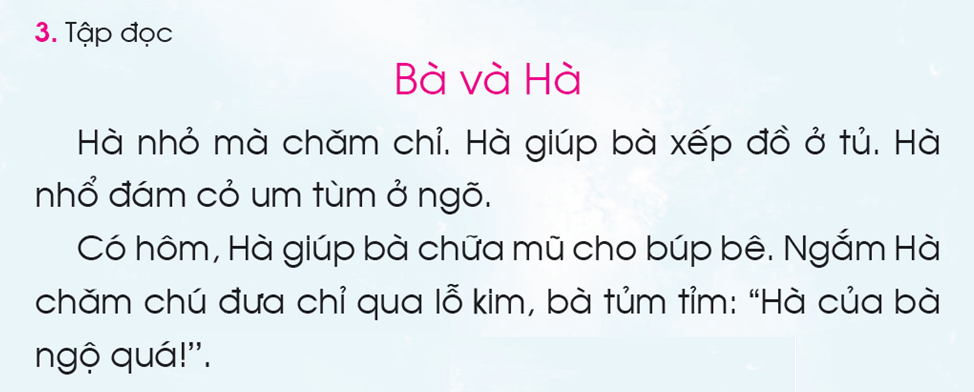 3. Tập đọc
Bà và Hà
Hà nhỏ mà chăm chỉ. Hà giúp bà xếp đồ ở tủ. Hà
nhổ đám cỏ um tùm ở ngõ.
Có hôm, Hà giúp bà chữa mũ cho búp bê. Ngắm Hà
chăm chú đưa chỉ qua lỗ kim, bà tủm tỉm: “Hà của bà
ngộ quá!”.